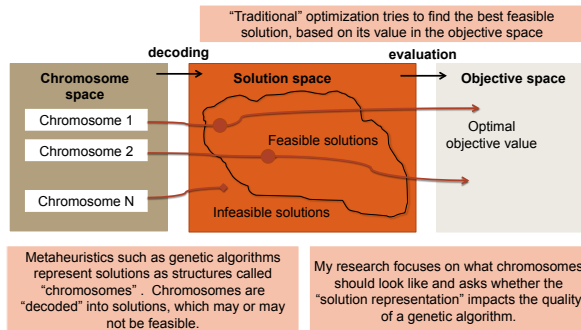 “Traditional” optimization tries to find the best feasible
solution, based on its value in the objective space
decoding
evaluation
Chromosome
space
Solution space
Objective space
Chromosome 1
Chromosome 2
Chromosome N
Feasible solutions
Infeasible solutions
Optimal
objective value
Metaheuristics such as genetic algorithms
represent solutions as structures called
“chromosomes” . Chromosomes are
“decoded” into solutions, which may or may
not be feasible.
My research focuses on what chromosomes
should look like and asks whether the
“solution representation” impacts the quality
of a genetic algorithm.